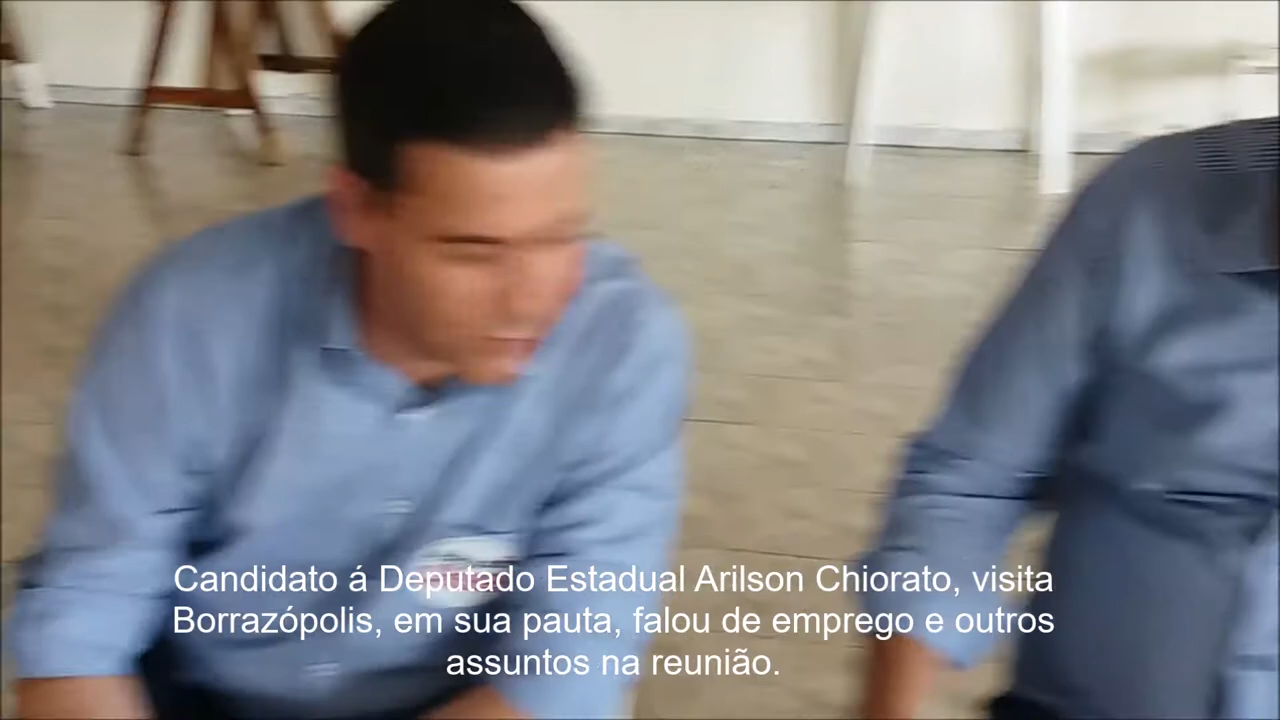 Candidato á Deputado Estadual Arilson Chiorato, visita
Borrazópolis, em sua pauta, falou de emprego e outros
assuntos na reunião.